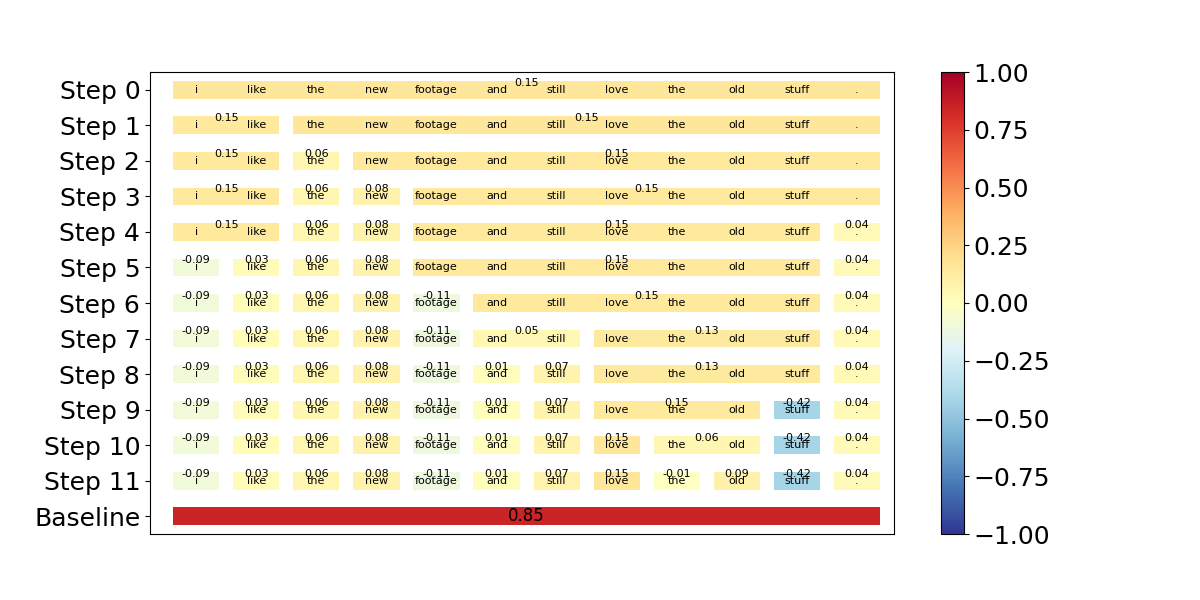 Step 0 i like the new footage and 0.15 still love the old stuff .
Step 1 i 0.15 like the new footage and still 0.15 love the old stuff .
Step 2 i 0.15 like 0.06 the new footage and still 0.15 love the old stuff .
Step 3 i 0.15 like 0.06 the 0.08 new footage and still love 0.15 the old stuff .
Step 4 i 0.15 like 0.06 the 0.08 new footage and still 0.15 love the old stuff 0.04 .
Step 5 -0.09 i 0.03 like 0.06 the 0.08 new footage and still 0.15 love the old stuff 0.04 .
Step 6 -0.09 i 0.03 like 0.06 the 0.08 new -0.11 footage and still love 0.15 the old stuff 0.04 .
Step 7 -0.09 i 0.03 like 0.06 the 0.08 new -0.11 footage and 0.05 still love the 0.13 old stuff 0.04 .
Step 8 -0.09 i 0.03 like 0.06 the 0.08 new -0.11 footage 0.01 and 0.07 still love the 0.13 old stuff 0.04 .
Step 9 -0.09 i 0.03 like 0.06 the 0.08 new -0.11 footage 0.01 and 0.07 still love 0.15 the old -0.42 stuff 0.04 .
Step 10 -0.09 i 0.03 like 0.06 the 0.08 new -0.11 footage 0.01 and 0.07 still 0.15 love the 0.06 old -0.42 stuff 0.04 .
Step 11 -0.09 i 0.03 like 0.06 the 0.08 new -0.11 footage 0.01 and 0.07 still 0.15 love -0.01 the 0.09 old -0.42 stuff 0.04 .
Baseline 0.85
1.00
0.75
0.50
0.25
0.00
−0.25
−0.50
−0.75
−1.00